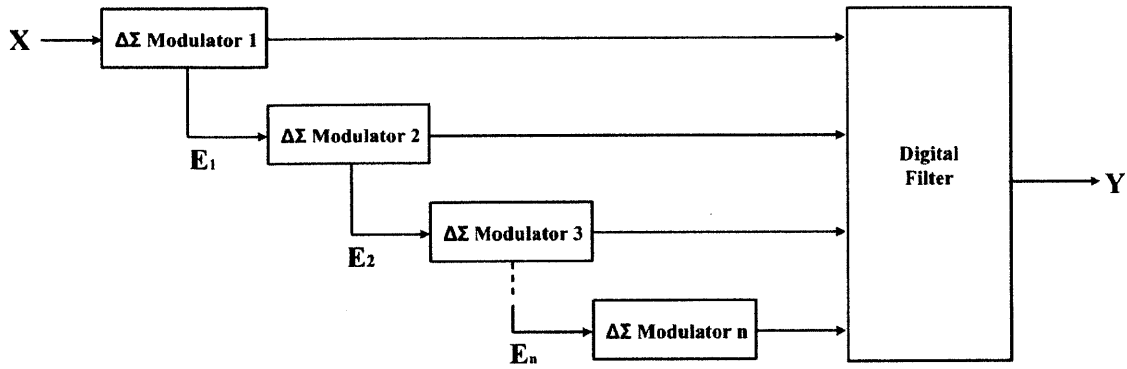 X
ΔΣ Modulator 1
E₁
ΔΣ Modulator 2
E₂
ΔΣ Modulator 3
Eₙ
ΔΣ Modulator n
Digital
Filter
Y